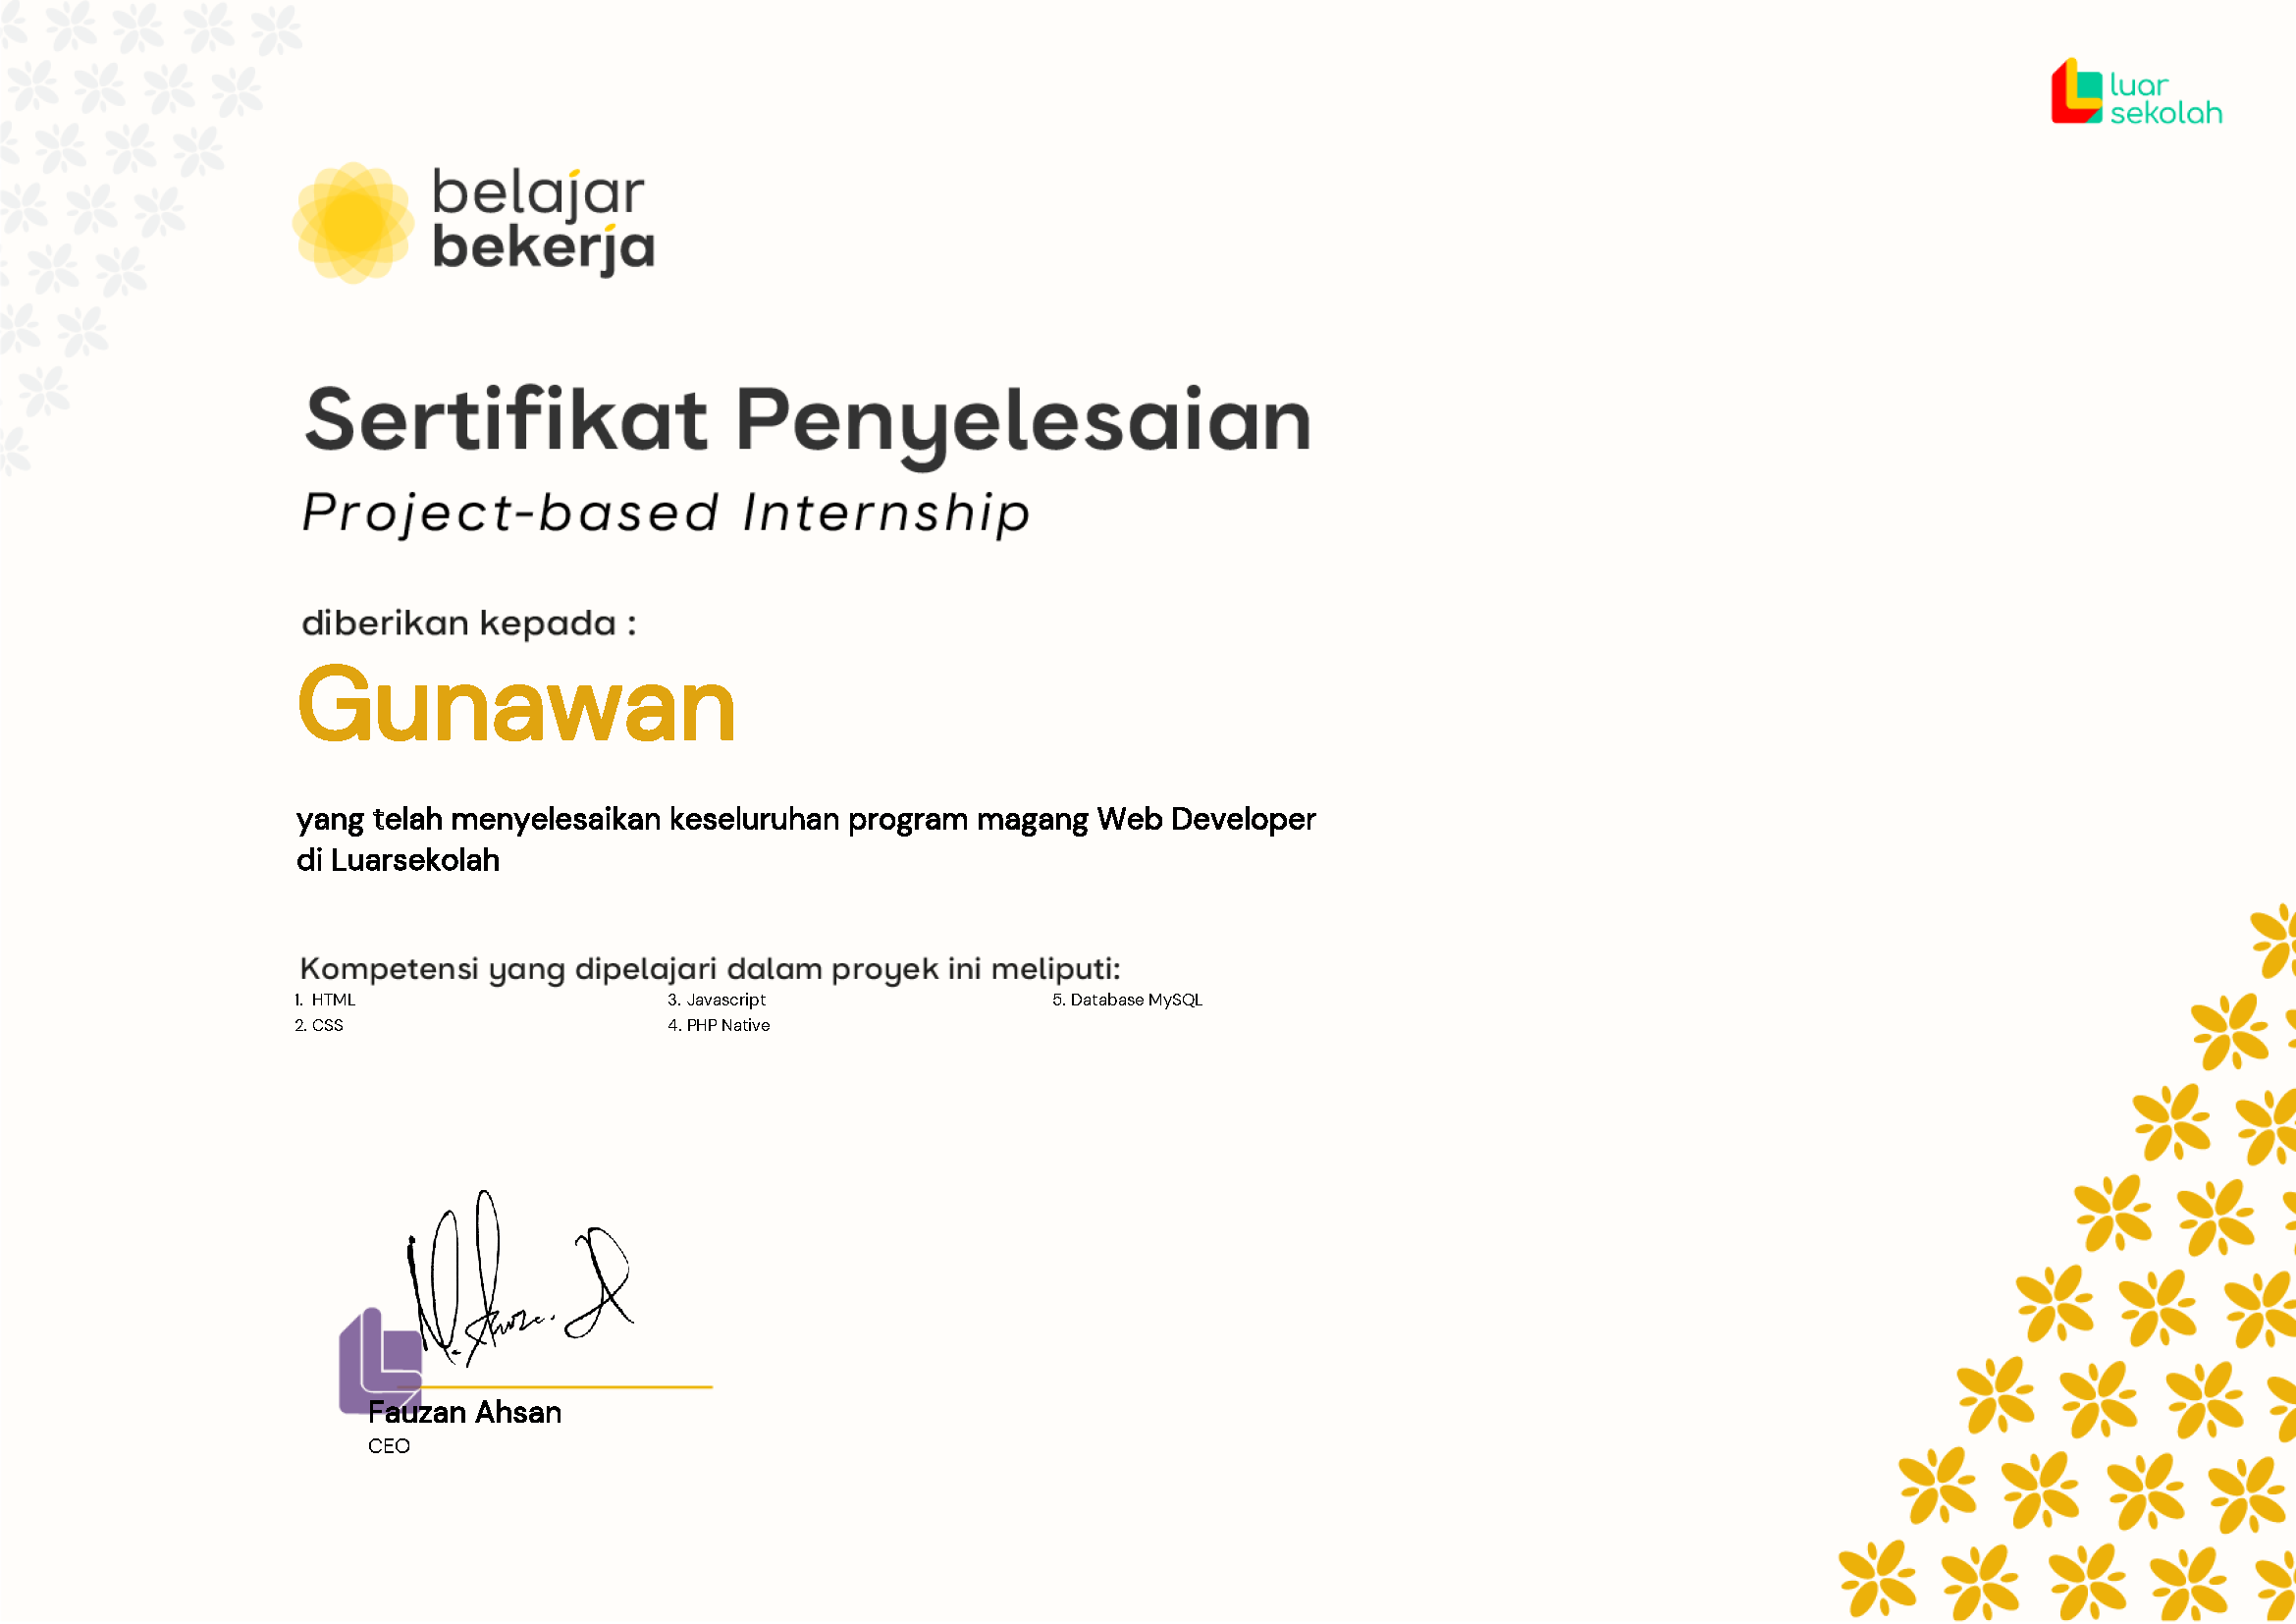 luar
sekolah
belajar
bekerja
Sertifikat Penyelesaian
Project-based Internship
diberikan kepada :
Gunawan
yang telah menyelesaikan keseluruhan program magang Web Developer
di Luarsekolah
Kompetensi yang dipelajari dalam proyek ini meliputi:
1. HTML
2. CSS
3. Javascript
4. PHP Native
5. Database MySQL
Fauzan Ahsan
CEO